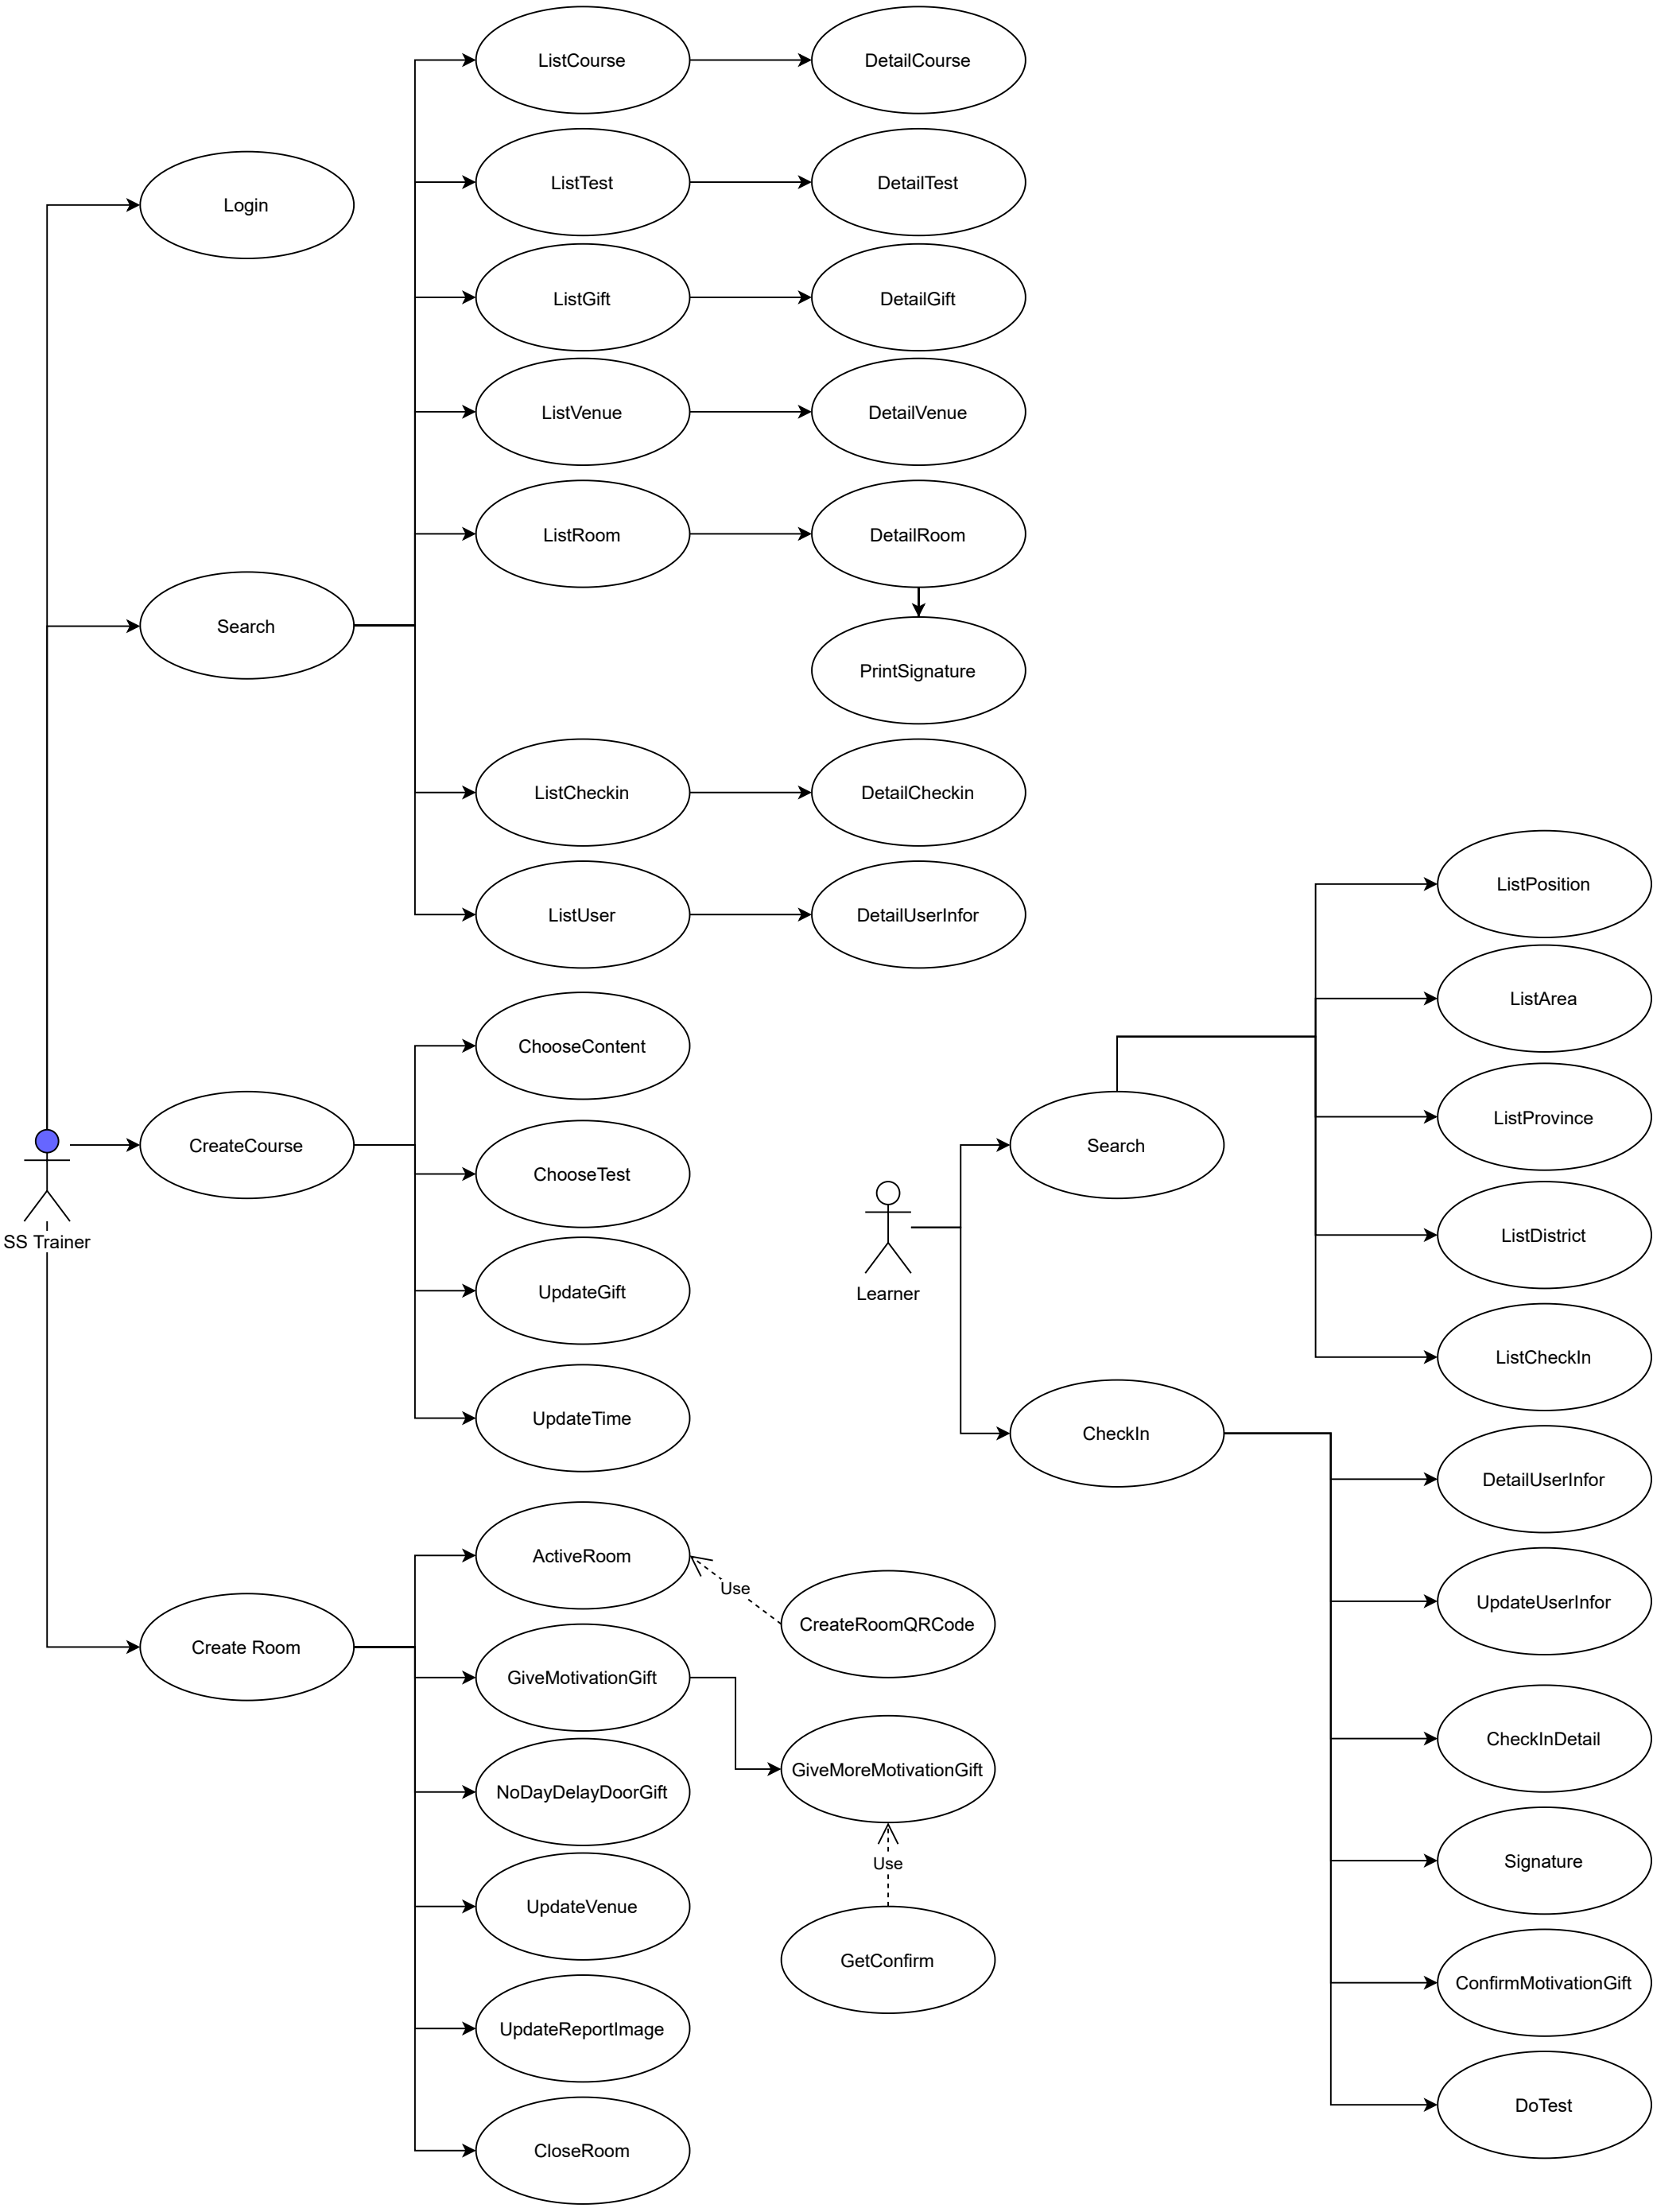 ListCourse
DetailCourse
ListTest
DetailTest
Login
ListGift
DetailGift
ListVenue
DetailVenue
ListRoom
DetailRoom
Search
PrintSignature
ListCheckin
DetailCheckin
ListUser
DetailUserInfor
ListPosition
ListArea
ChooseContent
ListProvince
CreateCourse
ChooseTest
Search
SS Trainer
ListDistrict
UpdateGift
Learner
ListCheckIn
UpdateTime
CheckIn
DetailUserInfor
ActiveRoom
Use
CreateRoomQRCode
UpdateUserInfor
Create Room
GiveMotivationGift
CheckInDetail
GiveMoreMotivationGift
NoDayDelayDoorGift
Use
Signature
UpdateVenue
GetConfirm
ConfirmMotivationGift
UpdateReportImage
DoTest
CloseRoom